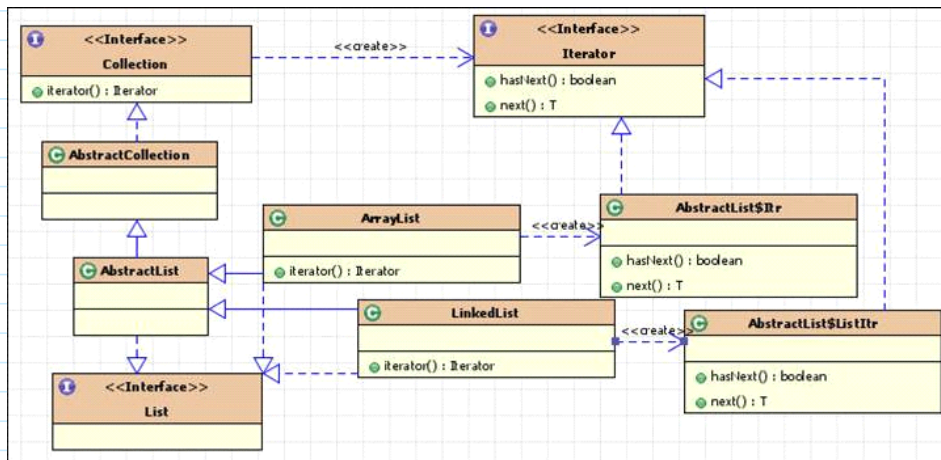 <<Interface>>
Collection
iterator() : Iterator
<<create>>
<<Interface>>
Iterator
hasNext() : boolean
next() : T
AbstractCollection
ArrayList
iterator() : Iterator
<<create>>
AbstractList$Itr
hasNext() : boolean
next() : T
AbstractList
LinkedList
iterator() : Iterator
<<create>>
AbstractList$ListItr
hasNext() : boolean
next() : T
<<Interface>>
List